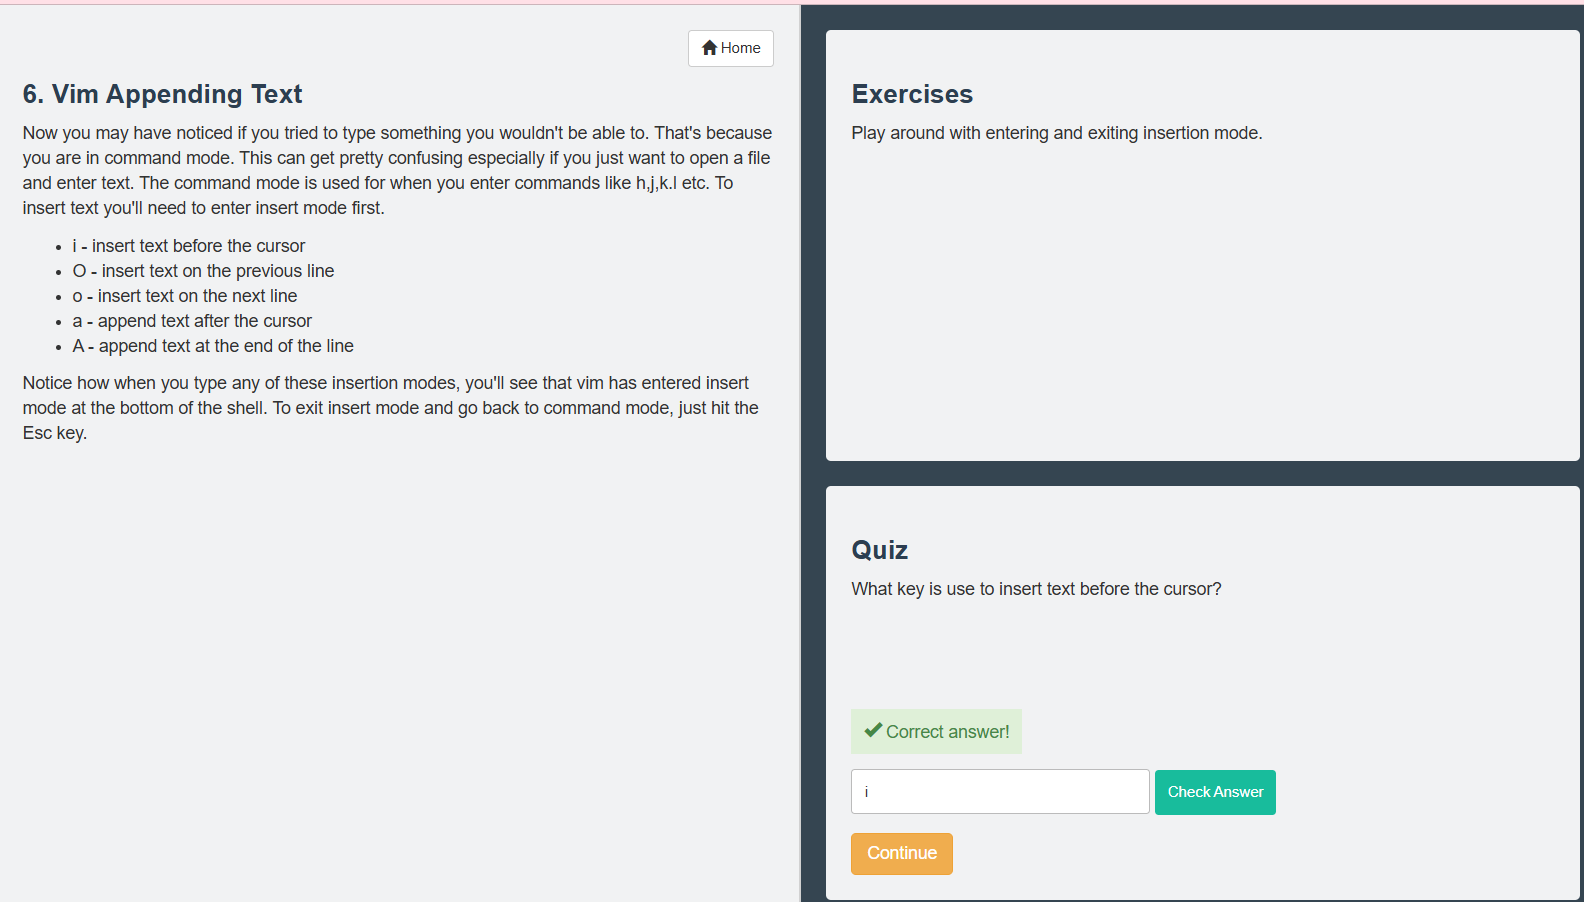 Home
6. Vim Appending Text
Now you may have noticed if you tried to type something you wouldn't be able to. That's because
you are in command mode. This can get pretty confusing especially if you just want to open a file
and enter text. The command mode is used for when you enter commands like h,j,k.l etc. To
insert text you'll need to enter insert mode first.
• i - insert text before the cursor
• O - insert text on the previous line
• o - insert text on the next line
• a - append text after the cursor
• A - append text at the end of the line
Notice how when you type any of these insertion modes, you'll see that vim has entered insert
mode at the bottom of the shell. To exit insert mode and go back to command mode, just hit the
Esc key.
Exercises
Play around with entering and exiting insertion mode.
Quiz
What key is use to insert text before the cursor?
✔ Correct answer!
i
Check Answer
Continue